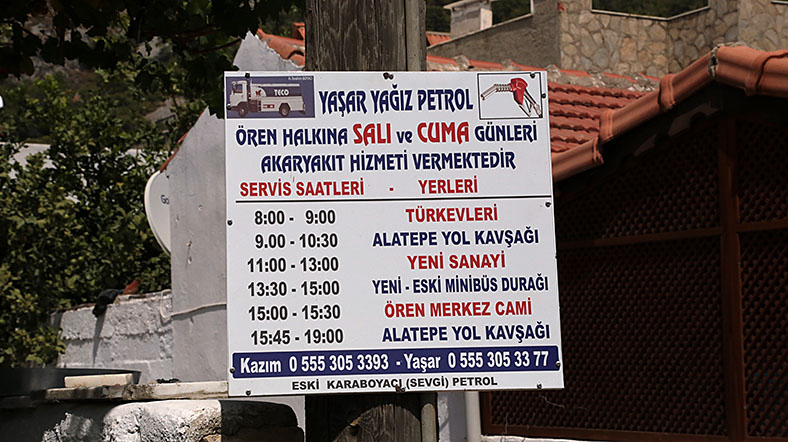 TECO
YAŞAR YAĞIZ PETROL
ÖREN HALKINA SALI ve CUMA GÜNLERİ
AKARYAKIT HİZMETİ VERMEKTEDİR
SERVİS SAATLERİ - YERLERİ
8:00 - 9:00 TÜRKEVLERİ
9.00 - 10:30 ALATEPE YOL KAVŞAĞI
11:00 - 13:00 YENİ SANAYİ
13:30 - 15:00 YENİ - ESKİ MİNİBÜS DURAĞI
15:00 - 15:30 ÖREN MERKEZ CAMİ
15:45 - 19:00 ALATEPE YOL KAVŞAĞI
Kazım 0 555 305 3393 - Yaşar 0 555 305 33 77
ESKİ KARABOYACI (SEVGİ) PETROL